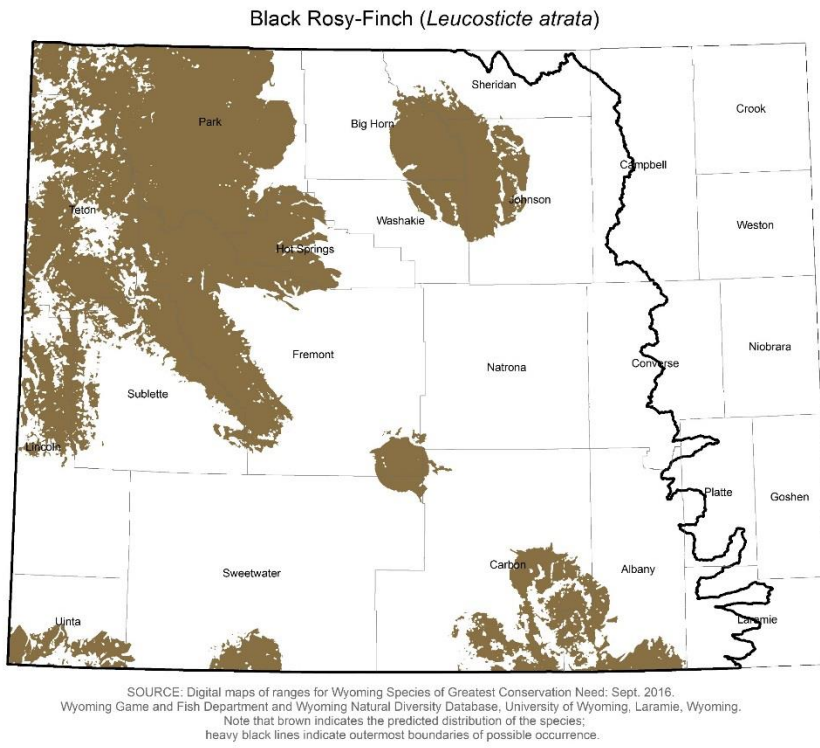 Black Rosy-Finch (Leucosticte atrata)
Sheridan
Crook
Park
Big Horn
Campbell
Johnson
Teton
Washakie
Weston
Hot Springs
Fremont
Niobrara
Natrona
Converse
Sublette
Lincoln
Platte
Goshen
Carbon
Albany
Sweetwater
Uinta
Laramie
SOURCE: Digital maps of ranges for Wyoming Species of Greatest Conservation Need: Sept. 2016.
Wyoming Game and Fish Department and Wyoming Natural Diversity Database, University of Wyoming, Laramie, Wyoming.
Note that brown indicates the predicted distribution of the species;
heavy black lines indicate outermost boundaries of possible occurrence.